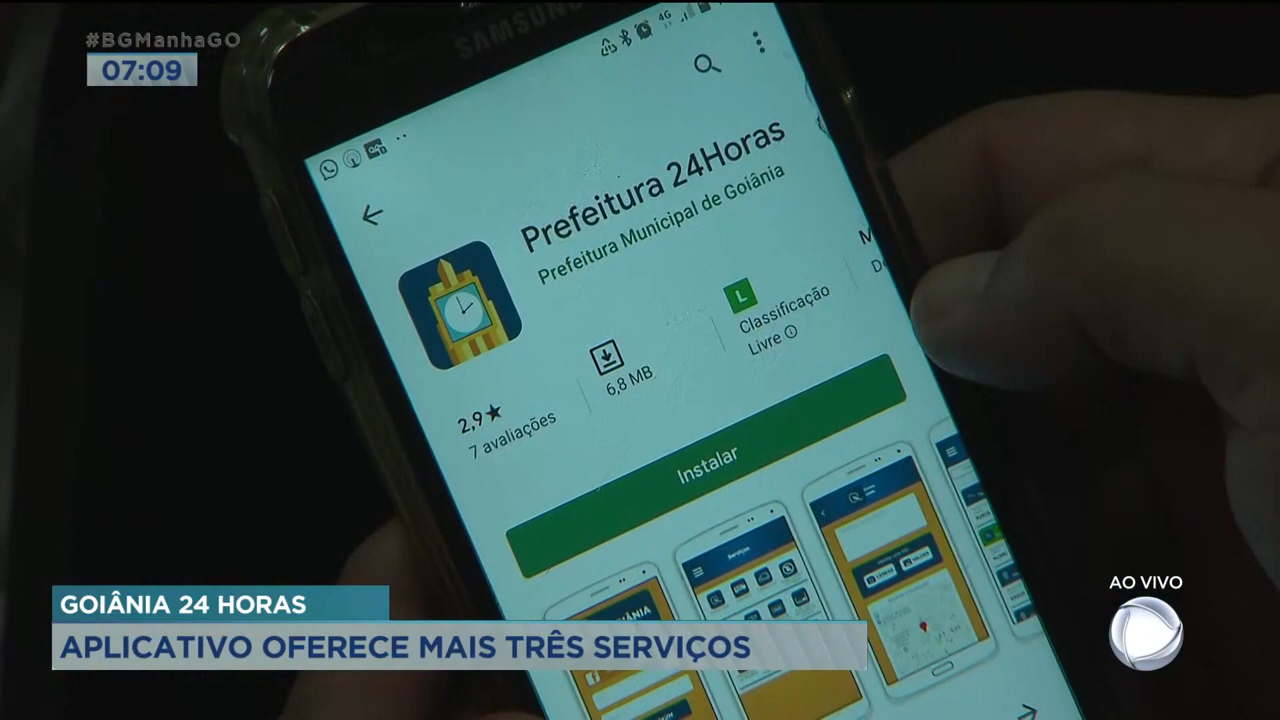 #BGManhaGO
07:09
SAMSUNG
4G
Prefeitura 24Horas
Prefeitura Municipal de Goiânia
2,9★
7 avaliações
6,8 MB
L
Classificação
Livre
Instalar
Serviços
GOIÂNIA 24 HORAS
APLICATIVO OFERECE MAIS TRÊS SERVIÇOS
AO VIVO